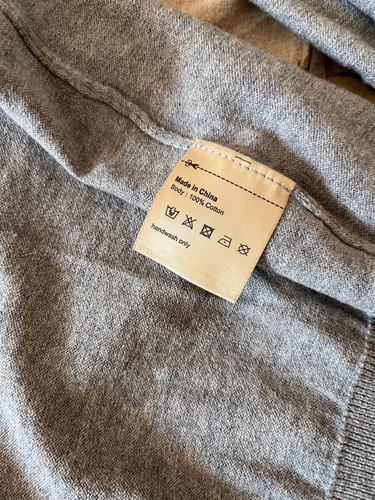 Made in China
Body : 100% Cotton
handwash only